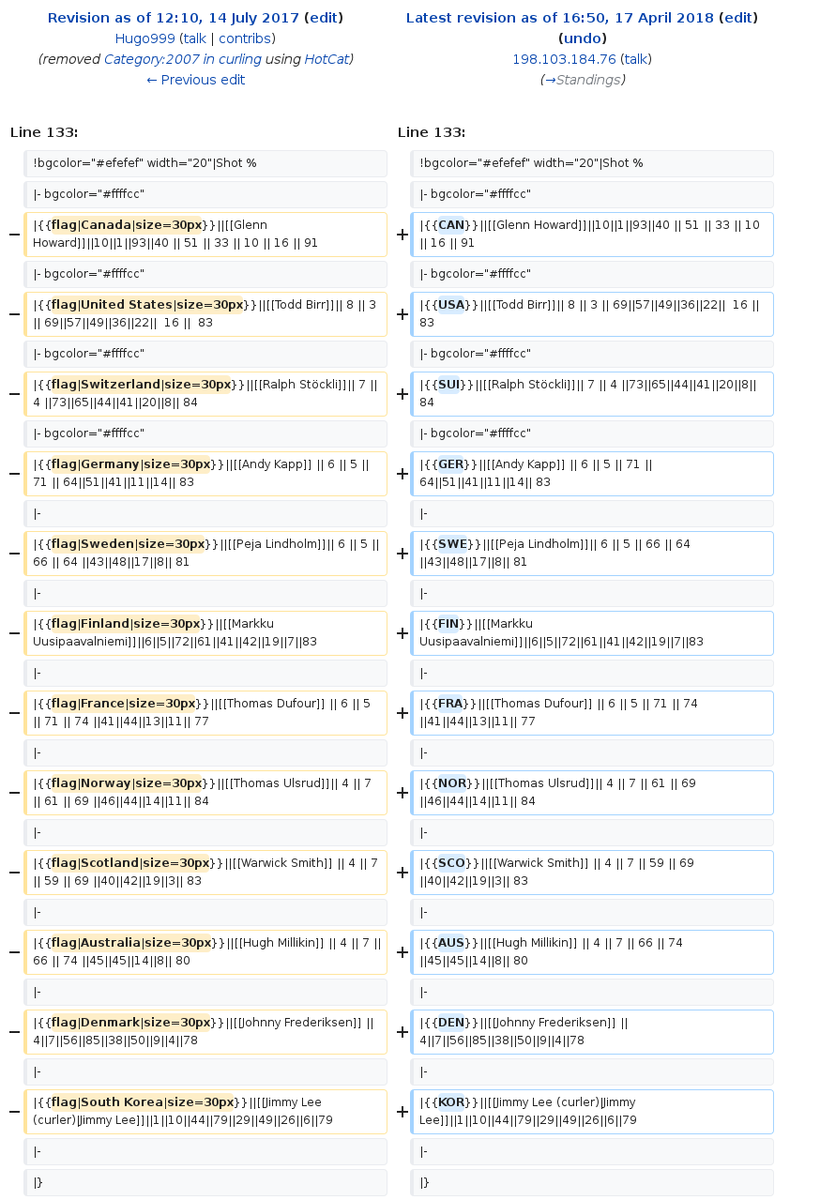 Revision as of 12:10, 14 July 2017 (edit)
Hugo999 (talk | contribs)
(removed Category:2007 in curling using HotCat)
← Previous edit
Latest revision as of 16:50, 17 April 2018 (edit)
(undo)
198.103.184.76 (talk)
(→Standings)
Line 133:
Line 133:
!bgcolor="#efefef" width="20"|Shot %
!bgcolor="#efefef" width="20"|Shot %
|- bgcolor="#ffffcc"
|- bgcolor="#ffffcc"
− |{{flag|Canada|size=30px}}||[[Glenn
Howard]]||10||1||93||40 || 51 || 33 || 10 || 16 || 91
+ |{{CAN}}||[[Glenn Howard]]||10||1||93||40 || 51 || 33 || 10
|| 16 || 91
|- bgcolor="#ffffcc"
|- bgcolor="#ffffcc"
− |{{flag|United States|size=30px}}||[[Todd Birr]]|| 8 || 3
|| 69||57||49||36||22||  16 ||  83
+ |{{USA}}||[[Todd Birr]]|| 8 || 3 || 69||57||49||36||22||  16 ||
83
|- bgcolor="#ffffcc"
|- bgcolor="#ffffcc"
− |{{flag|Switzerland|size=30px}}||[[Ralph Stöckli]]|| 7 ||
4 ||73||65||44||41||20||8|| 84
+ |{{SUI}}||[[Ralph Stöckli]]|| 7 || 4 ||73||65||44||41||20||8||
84
|- bgcolor="#ffffcc"
|- bgcolor="#ffffcc"
− |{{flag|Germany|size=30px}}||[[Andy Kapp]] || 6 || 5 ||
71 || 64||51||41||11||14|| 83
+ |{{GER}}||[[Andy Kapp]] || 6 || 5 || 71 ||
64||51||41||11||14|| 83
|-
|-
− |{{flag|Sweden|size=30px}}||[[Peja Lindholm]]|| 6 || 5 ||
66 || 64 ||43||48||17||8|| 81
+ |{{SWE}}||[[Peja Lindholm]]|| 6 || 5 || 66 || 64
||43||48||17||8|| 81
|-
|-
− |{{flag|Finland|size=30px}}||[[Markku
Uusipaavalniemi]]||6||5||72||61||41||42||19||7||83
+ |{{FIN}}||[[Markku
Uusipaavalniemi]]||6||5||72||61||41||42||19||7||83
|-
|-
− |{{flag|France|size=30px}}||[[Thomas Dufour]] || 6 || 5
|| 71 || 74 ||41||44||13||11|| 77
+ |{{FRA}}||[[Thomas Dufour]] || 6 || 5 || 71 || 74
||41||44||13||11|| 77
|-
|-
− |{{flag|Norway|size=30px}}||[[Thomas Ulsrud]]|| 4 || 7
|| 61 || 69 ||46||44||14||11|| 84
+ |{{NOR}}||[[Thomas Ulsrud]]|| 4 || 7 || 61 || 69
||46||44||14||11|| 84
|-
|-
− |{{flag|Scotland|size=30px}}||[[Warwick Smith]] || 4 || 7
|| 59 || 69 ||40||42||19||3|| 83
+ |{{SCO}}||[[Warwick Smith]] || 4 || 7 || 59 || 69
||40||42||19||3|| 83
|-
|-
− |{{flag|Australia|size=30px}}||[[Hugh Millikin]] || 4 || 7 ||
66 || 74 ||45||45||14||8|| 80
+ |{{AUS}}||[[Hugh Millikin]] || 4 || 7 || 66 || 74
||45||45||14||8|| 80
|-
|-
− |{{flag|Denmark|size=30px}}||[[Johnny Frederiksen]] ||
4||7||56||85||38||50||9||4||78
+ |{{DEN}}||[[Johnny Frederiksen]] ||
4||7||56||85||38||50||9||4||78
|-
|-
− |{{flag|South Korea|size=30px}}||[[Jimmy Lee
(curler)|Jimmy Lee]]||1||10||44||79||29||49||26||6||79
+ |{{KOR}}||[[Jimmy Lee (curler)|Jimmy
Lee]]||1||10||44||79||29||49||26||6||79
|-
|-
|}
|}